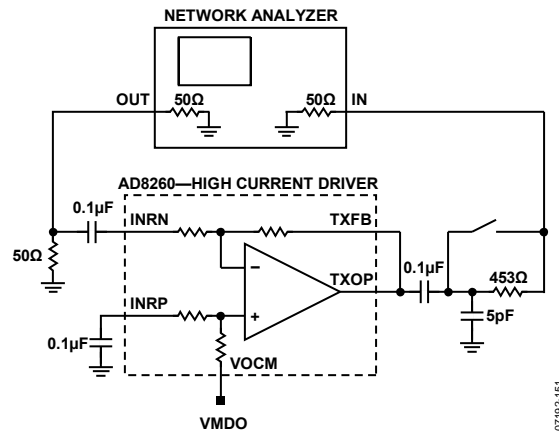 NETWORK ANALYZER
OUT
50Ω
50Ω
IN
AD8260—HIGH CURRENT DRIVER
0.1µF
INRN
TXFB
50Ω
–
TXOP
0.1µF
453Ω
INRP
+
5pF
0.1µF
VOCM
VMDO
07192-151